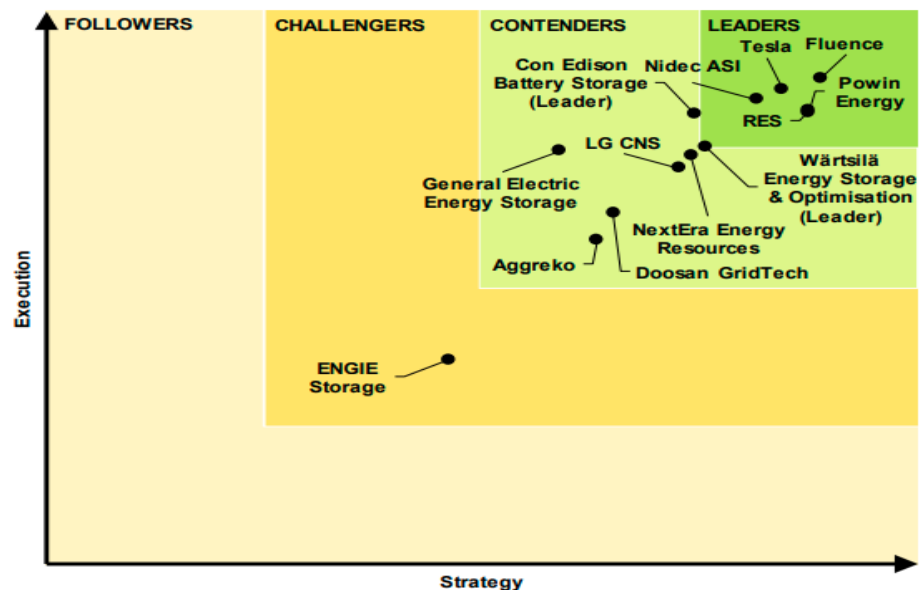 FOLLOWERS
CHALLENGERS
CONTENDERS
LEADERS
Tesla
Fluence
Con Edison
Battery Storage
(Leader)
Nidec ASI
Powin
Energy
RES
LG CNS
General Electric
Energy Storage
Wärtsilä
Energy Storage
& Optimisation
(Leader)
NextEra Energy
Resources
Aggreko
Doosan GridTech
ENGIE
Storage
Execution
Strategy